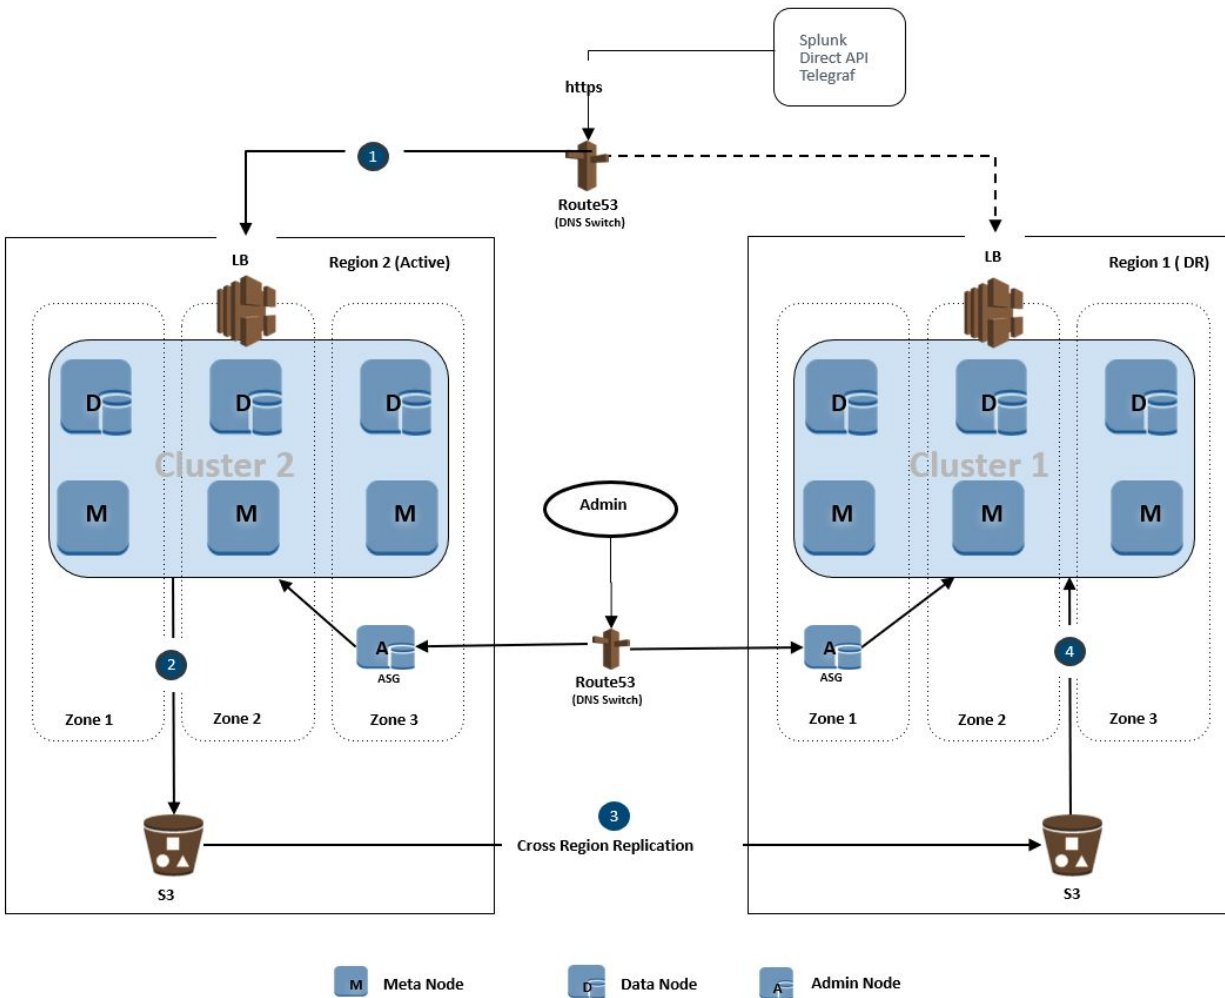 Splunk
Direct API
Telegraf
https
1
Route53
(DNS Switch)
LB
Region 2 (Active)
LB
Region 1 ( DR)
D
D
D
D
D
D
Cluster 2
Cluster 1
M
M
M
M
M
M
Admin
A
ASG
2
Route53
(DNS Switch)
A
ASG
4
Zone 1
Zone 2
Zone 3
Zone 1
Zone 2
Zone 3
3
Cross Region Replication
S3
S3
M Meta Node
D Data Node
A Admin Node